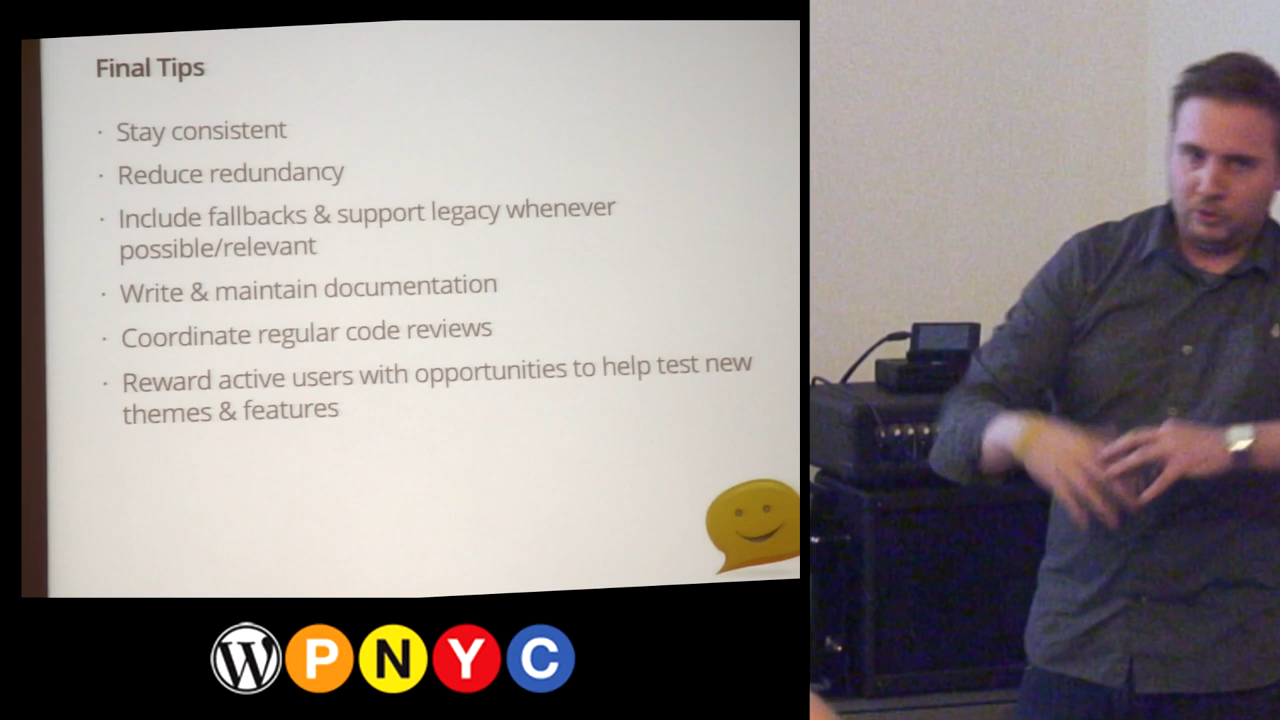 Final Tips
· Stay consistent
· Reduce redundancy
· Include fallbacks & support legacy whenever
possible/relevant
· Write & maintain documentation
· Coordinate regular code reviews
· Reward active users with opportunities to help test new
themes & features
WPNYC